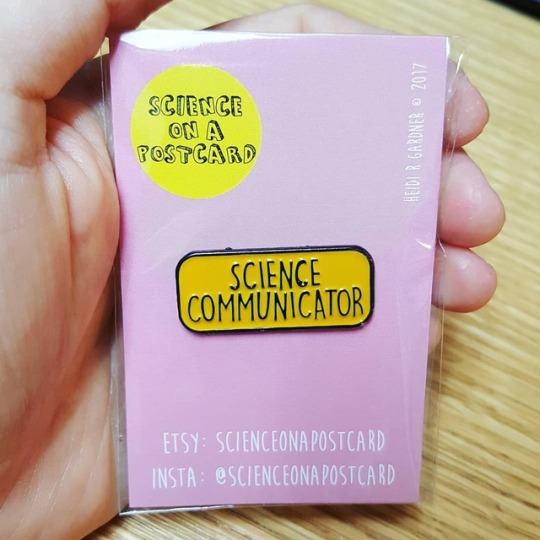 SCIENCE
ON A
POSTCARD
HEIDI R GARDNER © 2017
SCIENCE
COMMUNICATOR
ETSY: SCIENCEONAPOSTCARD
INSTA: @SCIENCEONAPOSTCARD